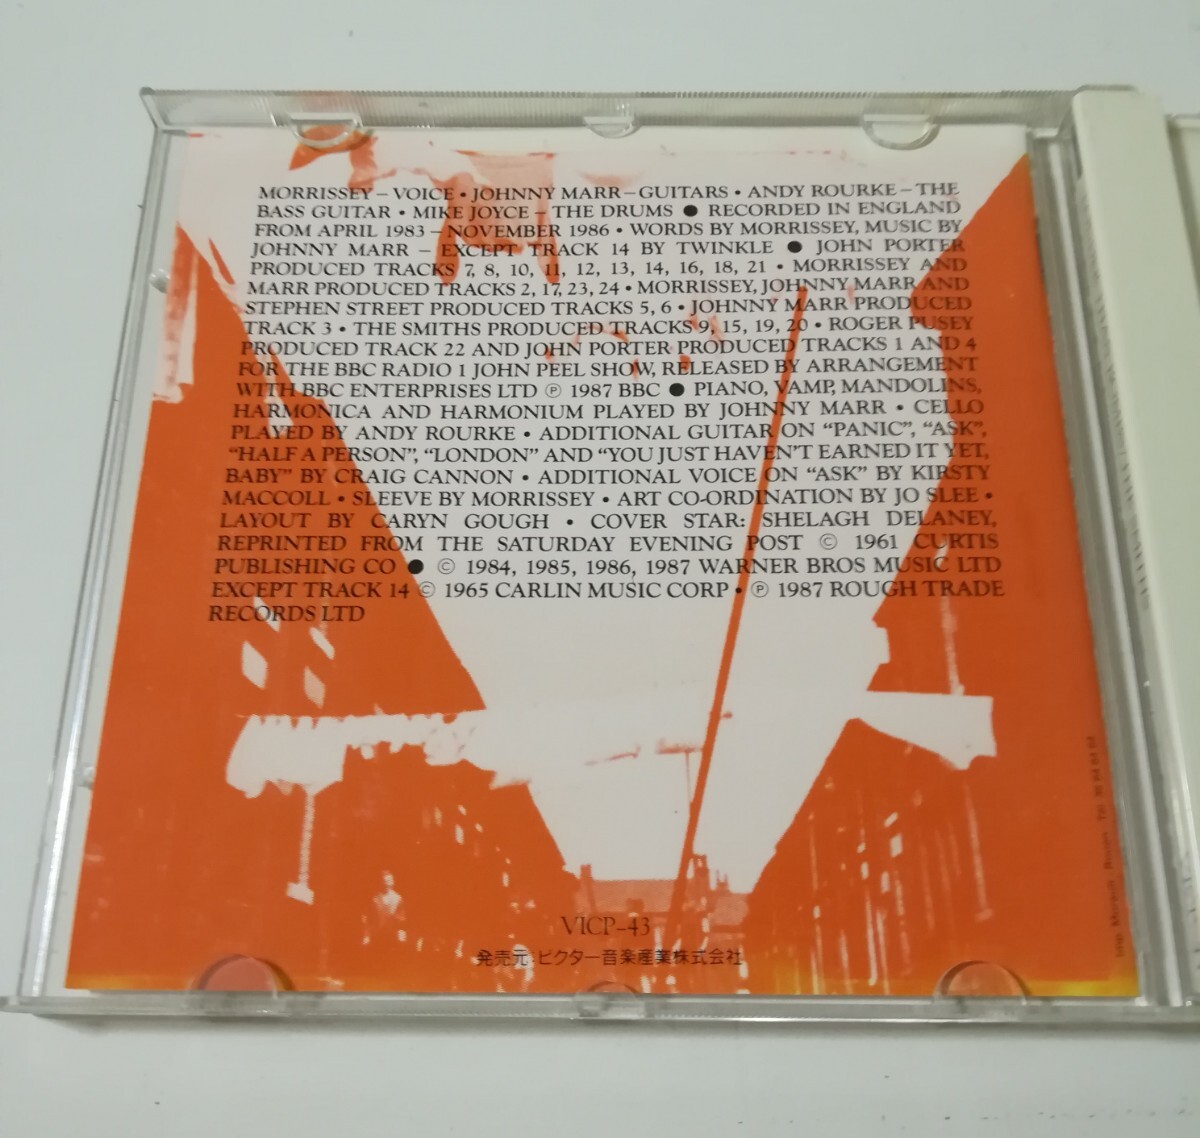 MORRISSEY – VOICE • JOHNNY MARR – GUITARS • ANDY ROURKE – THE
BASS GUITAR • MIKE JOYCE – THE DRUMS ● RECORDED IN ENGLAND
FROM APRIL 1983 – NOVEMBER 1986 • WORDS BY MORRISSEY, MUSIC BY
JOHNNY MARR – EXCEPT TRACK 14 BY TWINKLE ● JOHN PORTER
PRODUCED TRACKS 7, 8, 10, 11, 12, 13, 14, 16, 18, 21 • MORRISSEY AND
MARR PRODUCED TRACKS 2, 17, 23, 24 • MORRISSEY, JOHNNY MARR AND
STEPHEN STREET PRODUCED TRACKS 5, 6 • JOHNNY MARR PRODUCED
TRACK 3 • THE SMITHS PRODUCED TRACKS 9, 15, 19, 20 • ROGER PUSEY
PRODUCED TRACK 22 AND JOHN PORTER PRODUCED TRACKS 1 AND 4
FOR THE BBC RADIO 1 JOHN PEEL SHOW, RELEASED BY ARRANGEMENT
WITH BBC ENTERPRISES LTD ℗ 1987 BBC ● PIANO, VAMP, MANDOLINS,
HARMONICA AND HARMONIUM PLAYED BY JOHNNY MARR • CELLO
PLAYED BY ANDY ROURKE • ADDITIONAL GUITAR ON “PANIC”, “ASK”,
“HALF A PERSON”, “LONDON” AND “YOU JUST HAVEN'T EARNED IT YET,
BABY” BY CRAIG CANNON • ADDITIONAL VOICE ON “ASK” BY KIRSTY
MACCOLL • SLEEVE BY MORRISSEY • ART CO-ORDINATION BY JO SLEE •
LAYOUT BY CARYN GOUGH • COVER STAR: SHELAGH DELANEY,
REPRINTED FROM THE SATURDAY EVENING POST © 1961 CURTIS
PUBLISHING CO ● © 1984, 1985, 1986, 1987 WARNER BROS MUSIC LTD
EXCEPT TRACK 14 © 1965 CARLIN MUSIC CORP • ℗ 1987 ROUGH TRADE
RECORDS LTD
VICP-43
発売元:ビクター音楽産業株式会社